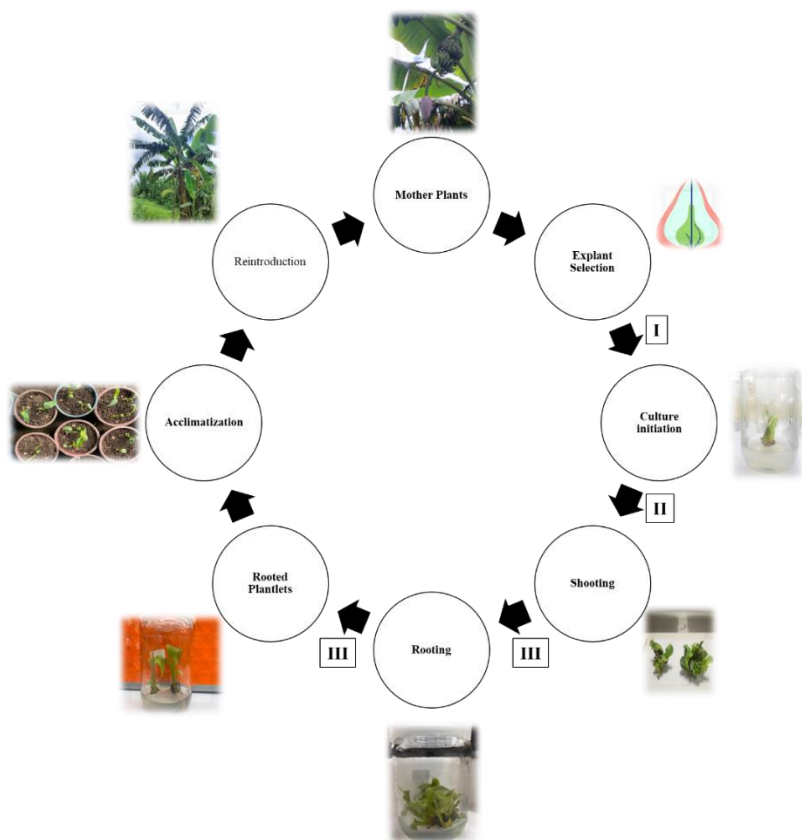 Mother Plants
Explant
Selection
I
Culture
initiation
II
Shooting
III
Rooting
III
Rooted
Plantlets
Acclimatization
Reintroduction